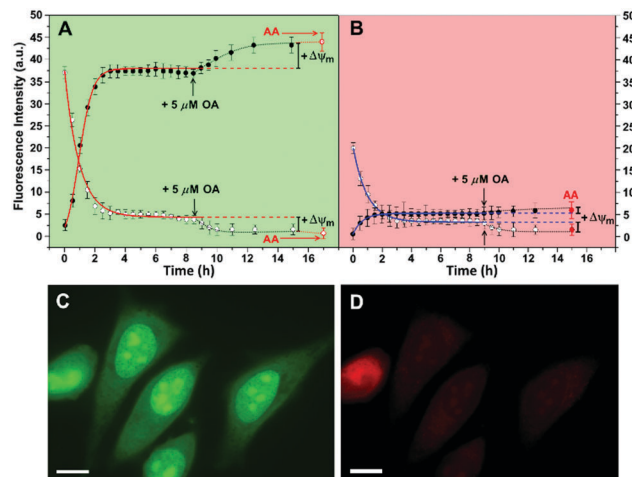 A
B
AA
AA
+ Δψm
+ Δψm
+ 5 μM OA
+ 5 μM OA
+ 5 μM OA
AA
+ Δψm
Fluorescence Intensity (a.u.)
50
45
40
35
30
25
20
15
10
5
0
50
45
40
35
30
25
20
15
10
5
0
0 2 4 6 8 10 12 14 16
0 2 4 6 8 10 12 14 16
Time (h)
Time (h)
C
D